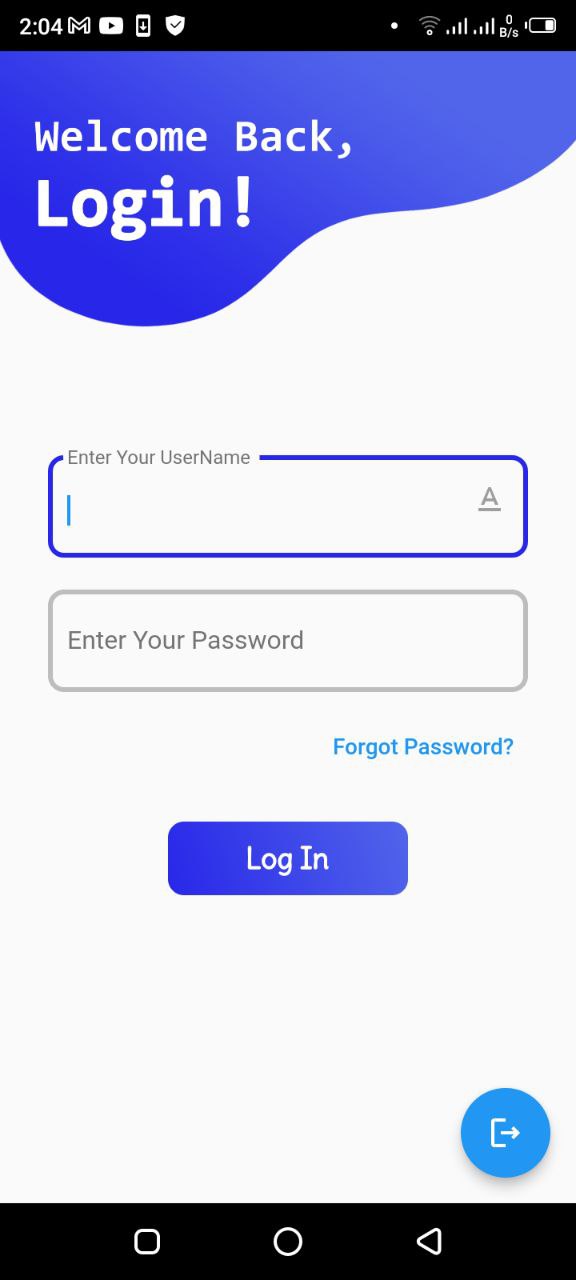 2:04
0
B/s
Welcome Back,
Login!
Enter Your UserName
A
Enter Your Password
Forgot Password?
Log In